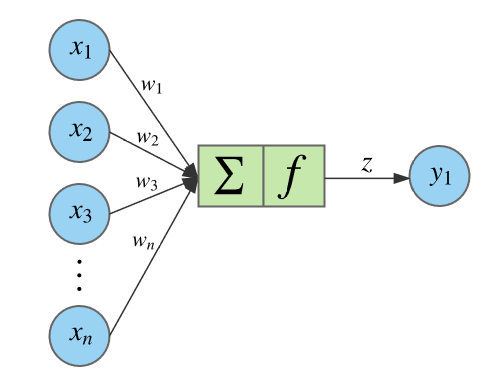 x₁
w₁
x₂
w₂
x₃
w₃
⋮
xₙ
wₙ
Σ f
z
y₁